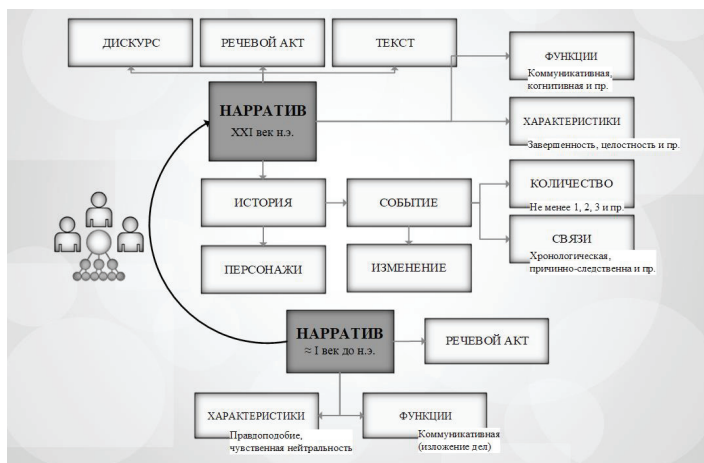 ДИСКУРС
РЕЧЕВОЙ АКТ
ТЕКСТ
ФУНКЦИИ
Коммуникативная,
когнитивная и пр.
НАРРАТИВ
XXI век н.э.
ХАРАКТЕРИСТИКИ
Завершенность, целостность и пр.
ИСТОРИЯ
СОБЫТИЕ
КОЛИЧЕСТВО
Не менее 1, 2, 3 и пр.
СВЯЗИ
Хронологическая,
причинно-следственна и пр.
ПЕРСОНАЖИ
ИЗМЕНЕНИЕ
НАРРАТИВ
≈ I век до н.э.
РЕЧЕВОЙ АКТ
ХАРАКТЕРИСТИКИ
Правдоподобие,
чувственная нейтральность
ФУНКЦИИ
Коммуникативная
(изложение дел)